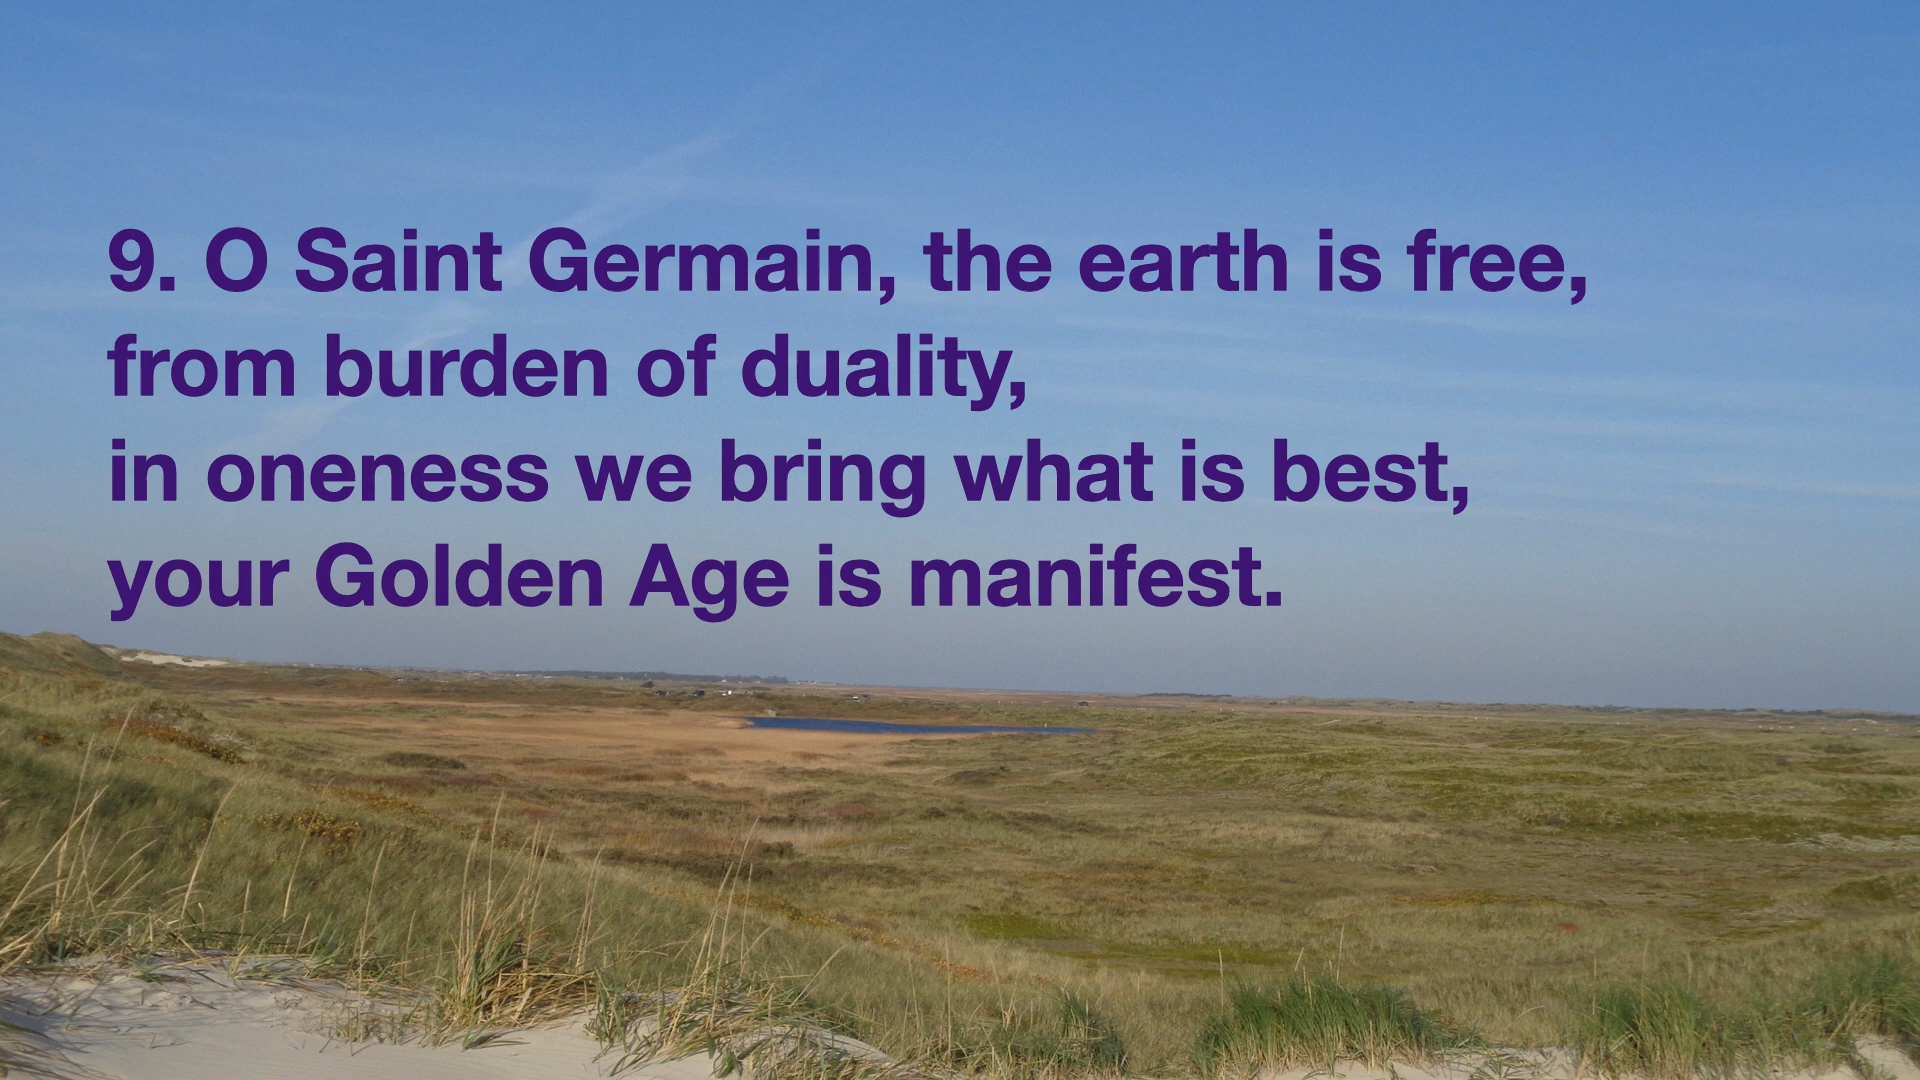 9. O Saint Germain, the earth is free,
from burden of duality,
in oneness we bring what is best,
your Golden Age is manifest.